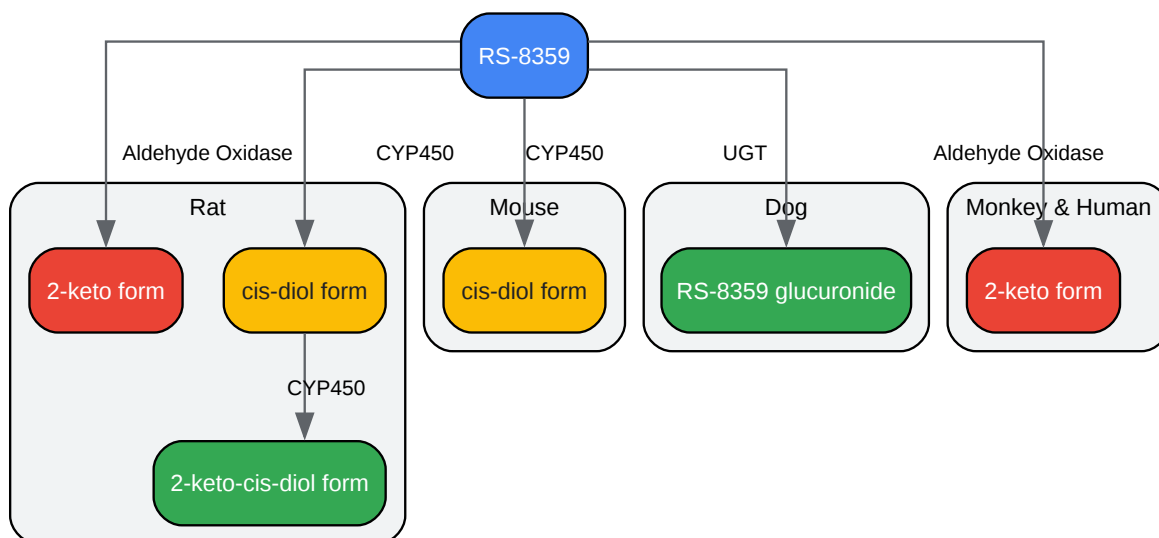 RS-8359
Aldehyde Oxidase
CYP450
CYP450
UGT
Aldehyde Oxidase
Rat
Mouse
Dog
Monkey & Human
2-keto form
cis-diol form
cis-diol form
RS-8359 glucuronide
2-keto form
CYP450
2-keto-cis-diol form